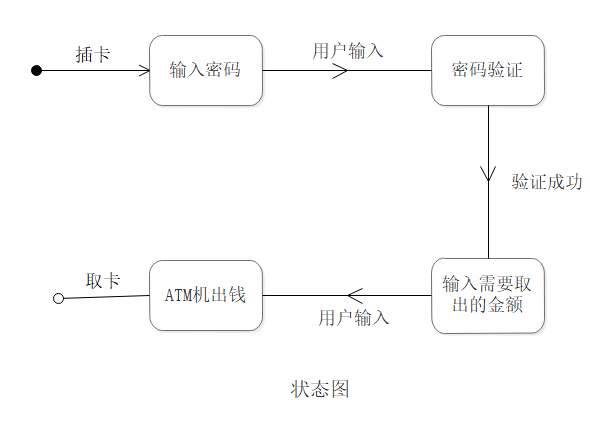 插卡
输入密码
用户输入
密码验证
验证成功
输入需要取
出的金额
用户输入
ATM机出钱
取卡
状态图